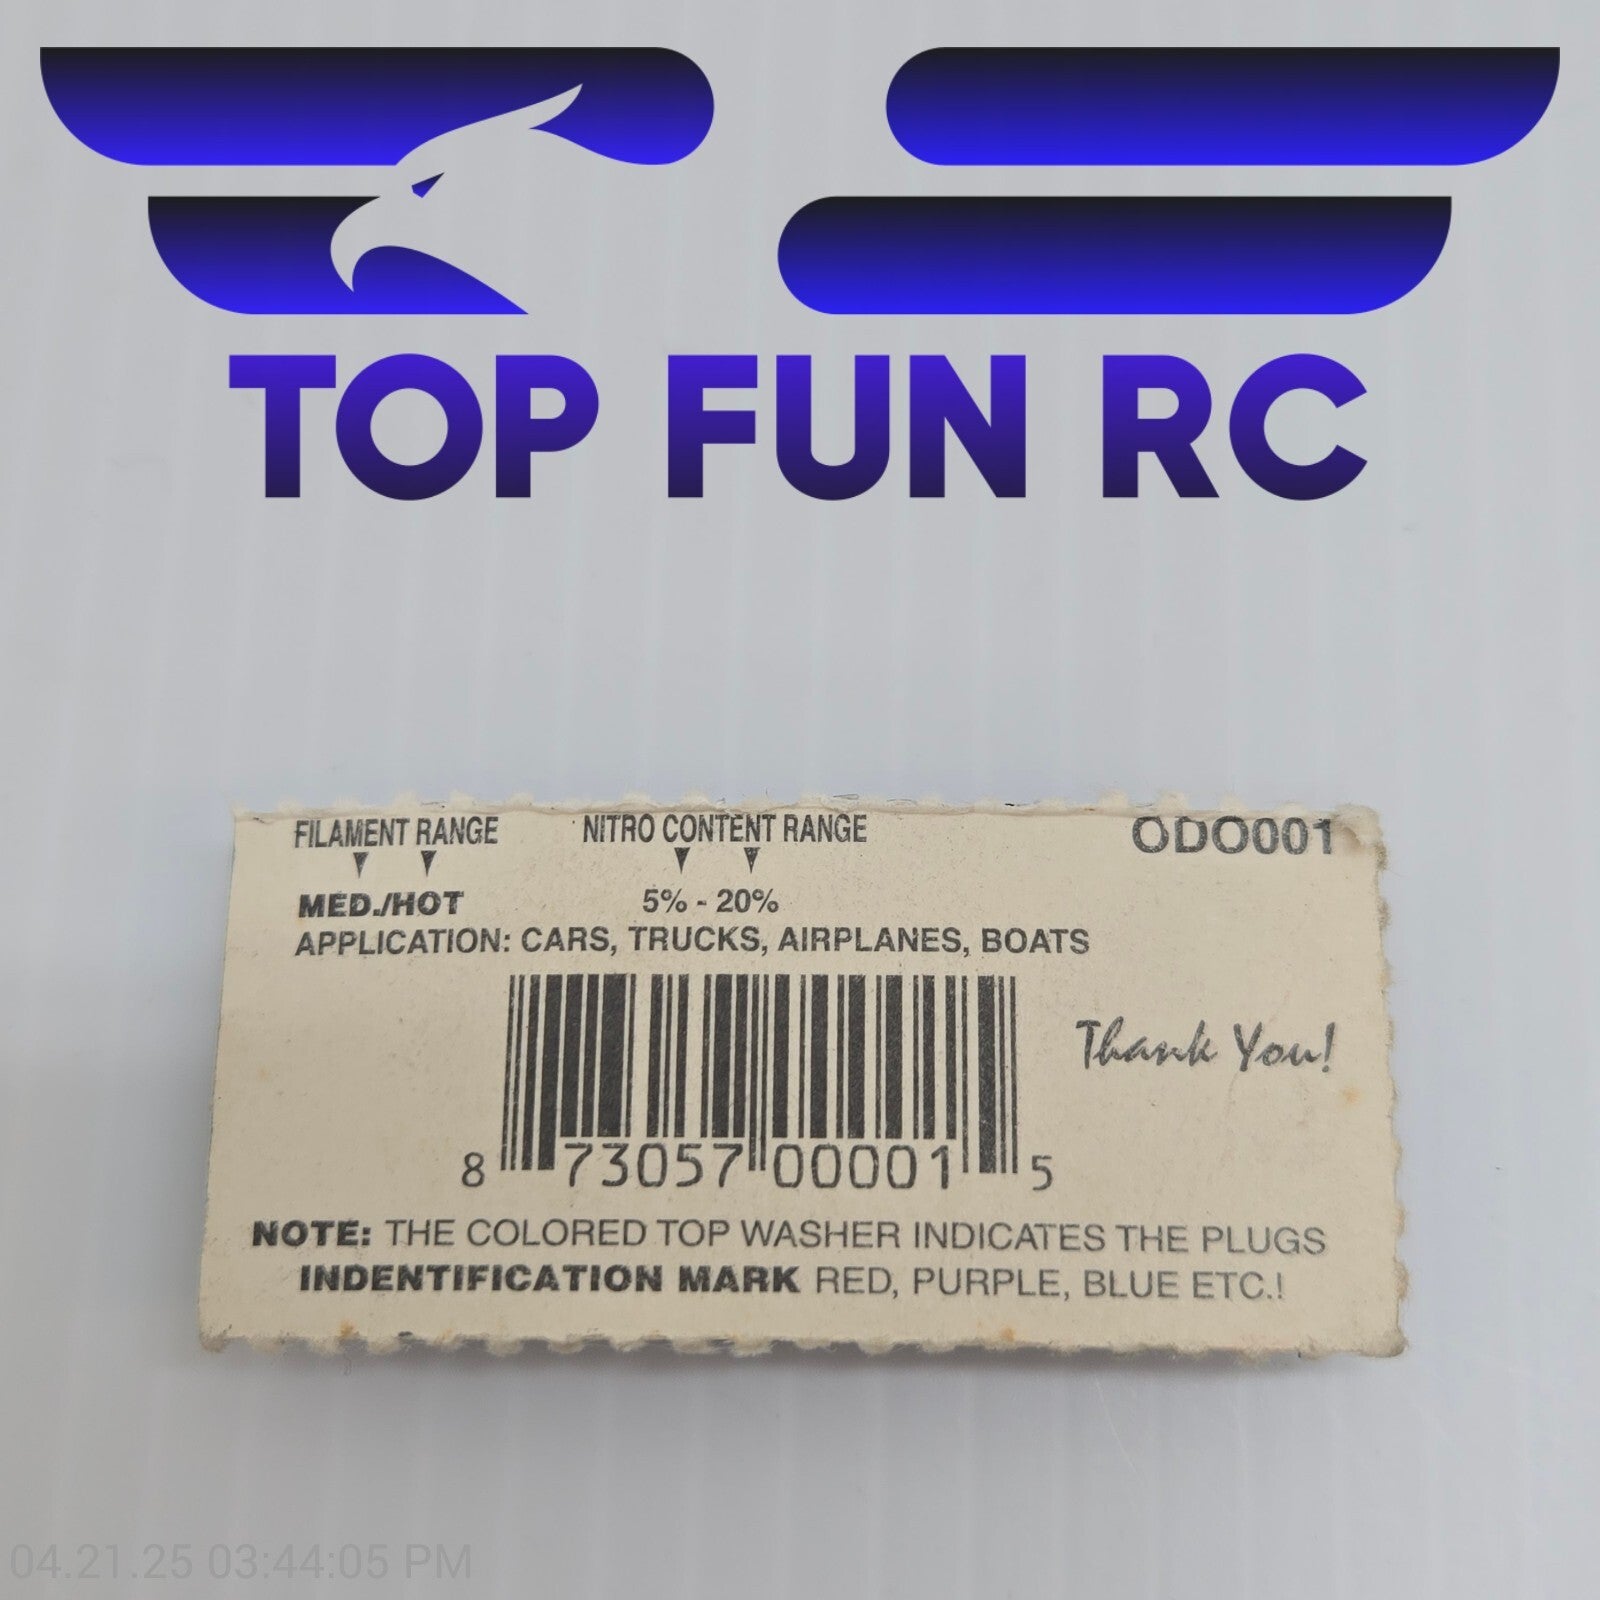 TOP FUN RC
FILAMENT RANGE NITRO CONTENT RANGE ODO001
MED./HOT 5% - 20%
APPLICATION: CARS, TRUCKS, AIRPLANES, BOATS
Thank You!
8 73057 00001 5
NOTE: THE COLORED TOP WASHER INDICATES THE PLUGS
INDENTIFICATION MARK RED, PURPLE, BLUE ETC.!
04.21.25 03:44:05 PM